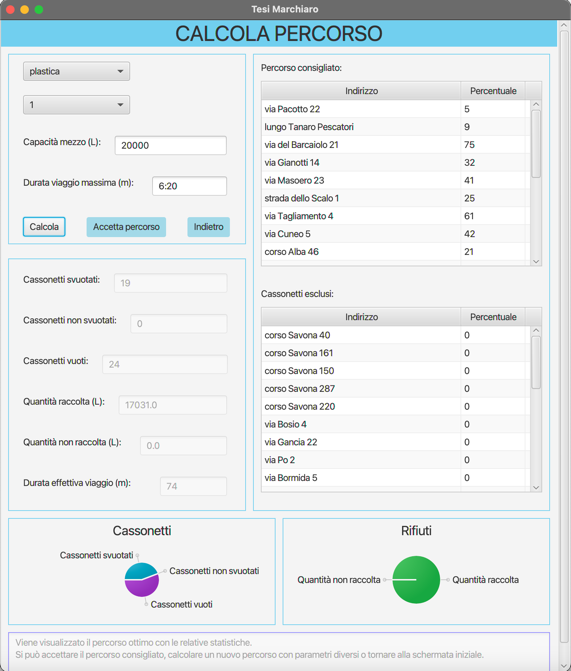 Tesi Marchiaro
CALCOLA PERCORSO
plastica
1
Capacità mezzo (L): 20000
Durata viaggio massima (m): 6:20
Calcola Accetta percorso Indietro
Cassonetti svuotati: 19
Cassonetti non svuotati: 0
Cassonetti vuoti: 24
Quantità raccolta (L): 17031.0
Quantità non raccolta (L): 0.0
Durata effettiva viaggio (m): 74
Percorso consigliato:
Indirizzo Percentuale
via Pacotto 22 5
lungo Tanaro Pescatori 9
via del Barcaiolo 21 75
via Gianotti 14 32
via Masoero 23 41
strada dello Scalo 1 25
via Tagliamento 4 61
via Cuneo 5 42
corso Alba 46 21
Cassonetti esclusi:
Indirizzo Percentuale
corso Savona 40 0
corso Savona 161 0
corso Savona 150 0
corso Savona 287 0
corso Savona 220 0
via Bosio 4 0
via Gancia 22 0
via Po 2 0
via Bormida 5 0
Cassonetti
Cassonetti svuotati
Cassonetti non svuotati
Cassonetti vuoti
Rifiuti
Quantità non raccolta Quantità raccolta
Viene visualizzato il percorso ottimo con le relative statistiche.
Si può accettare il percorso consigliato, calcolare un nuovo percorso con parametri diversi o tornare alla schermata iniziale.